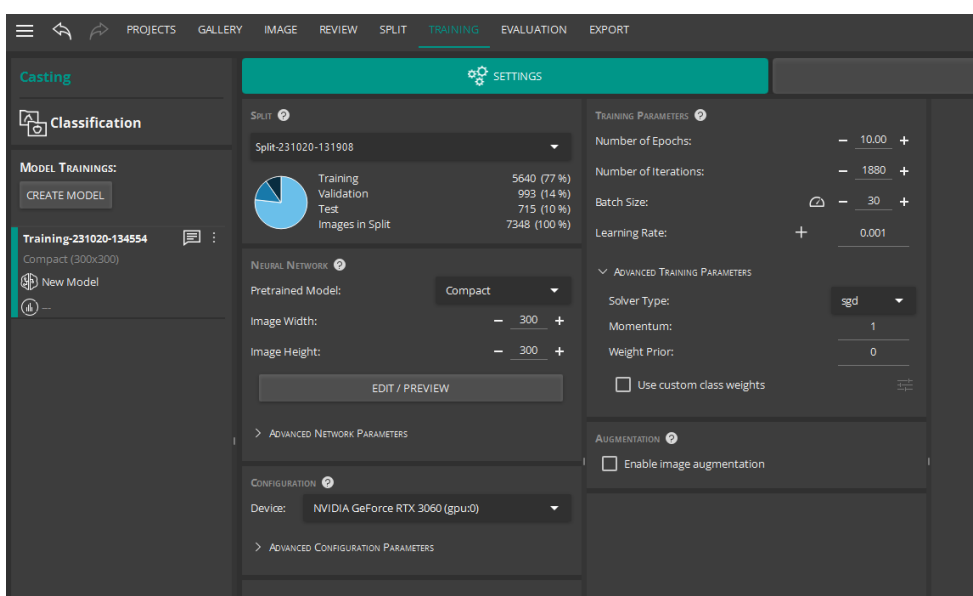 PROJECTS GALLERY IMAGE REVIEW SPLIT TRAINING EVALUATION EXPORT
Casting
Classification
MODEL TRAININGS:
CREATE MODEL
Training-231020-134554
Compact (300x300)
New Model
---
SETTINGS
SPLIT ?
Split-231020-131908
Training 5640 (77 %)
Validation 993 (14 %)
Test 715 (10 %)
Images in Split 7348 (100 %)
NEURAL NETWORK ?
Pretrained Model: Compact
Image Width: − 300 +
Image Height: − 300 +
EDIT / PREVIEW
ADVANCED NETWORK PARAMETERS
CONFIGURATION ?
Device: NVIDIA GeForce RTX 3060 (gpu:0)
ADVANCED CONFIGURATION PARAMETERS
TRAINING PARAMETERS ?
Number of Epochs: − 10.00 +
Number of Iterations: − 1880 +
Batch Size: − 30 +
Learning Rate: + 0.001
ADVANCED TRAINING PARAMETERS
Solver Type: sgd
Momentum: 1
Weight Prior: 0
Use custom class weights
AUGMENTATION ?
Enable image augmentation